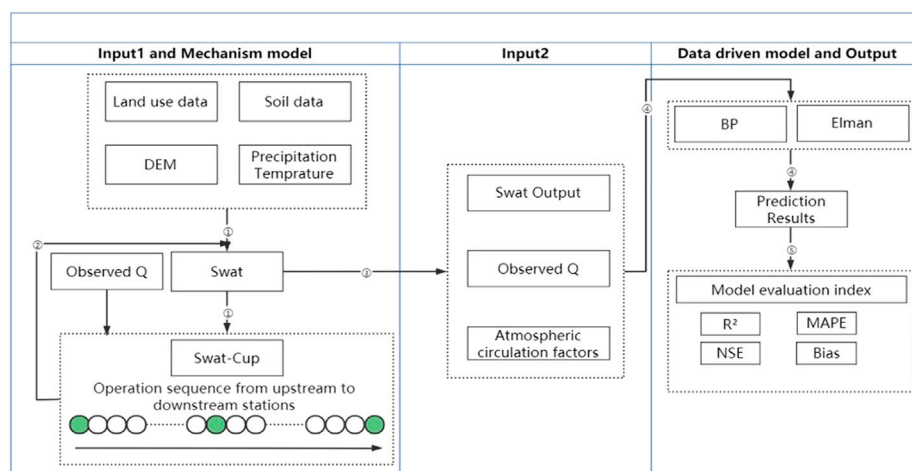 Input1 and Mechanism model
Input2
Data driven model and Output
Land use data
Soil data
DEM
Precipitation
Temprature
①
②
Observed Q
Swat
③
①
Swat-Cup
Operation sequence from upstream to
downstream stations
Swat Output
Observed Q
Atmospheric
circulation factors
④
BP
Elman
④
Prediction
Results
⑤
Model evaluation index
R²
MAPE
NSE
Bias